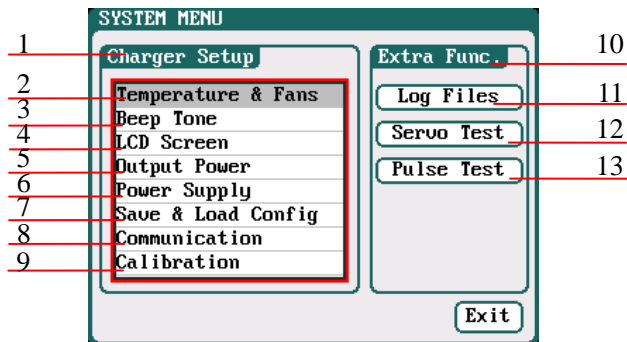 SYSTEM MENU
1 Charger Setup
2 Temperature & Fans
3 Beep Tone
4 LCD Screen
5 Output Power
6 Power Supply
7 Save & Load Config
8 Communication
9 Calibration
Extra Func. 10
Log Files 11
Servo Test 12
Pulse Test 13
Exit